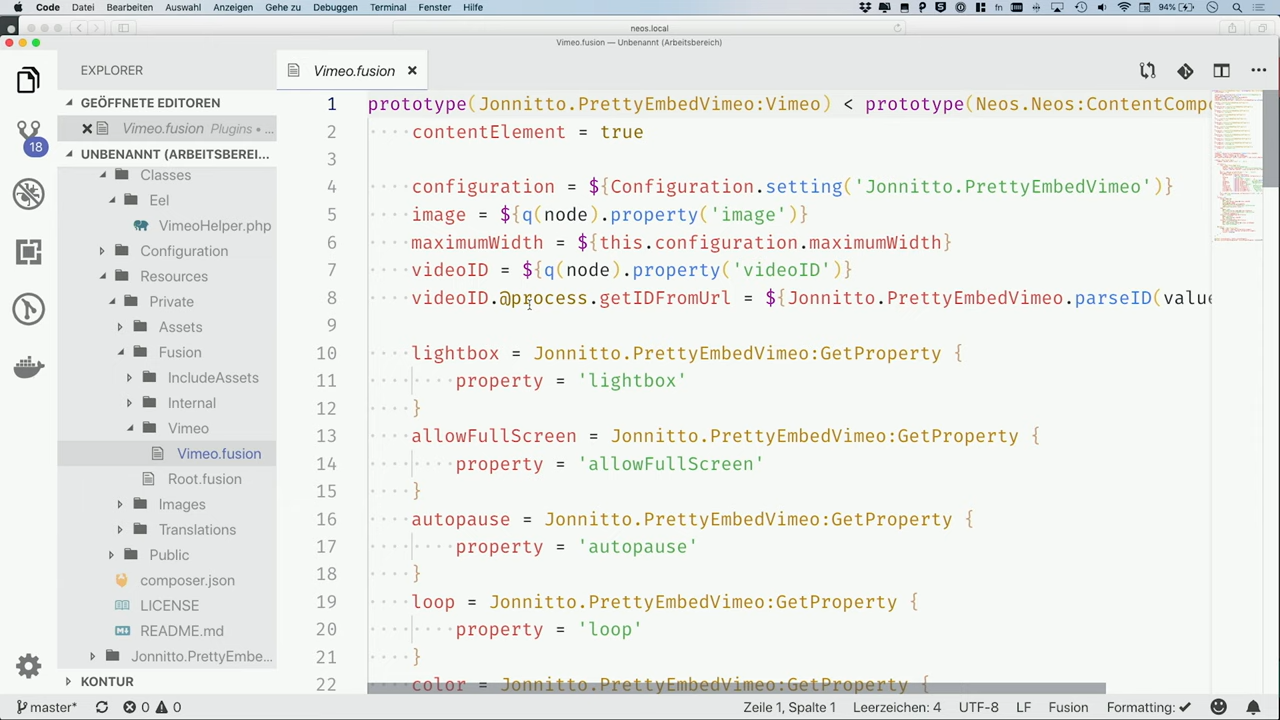 Code Datei Bearbeiten Auswahl Anzeigen Gehe zu Debuggen Terminal Fenster Hilfe 94%
neos.local
Vimeo.fusion — Unbenannt (Arbeitsbereich)
EXPLORER
Vimeo.fusion
GEÖFFNETE EDITOREN
Vimeo.fusion Plugins • ...
18
UNBENANNT (ARBEITSBEREI...
Classes
Eel
VimeoHelper.php
Configuration
Resources
Private
Assets
Fusion
IncludeAssets
Internal
Vimeo
Vimeo.fusion
Root.fusion
Images
Translations
Public
composer.json
LICENSE
README.md
Jonnitto.PrettyEmbe...
KONTUR
1 prototype(Jonnitto.PrettyEmbedVimeo:Vimeo) < prototype(Neos.Neos:ContentComp
2 contentElement = true
3
4 configuration = ${Configuration.setting('Jonnitto.PrettyEmbedVimeo')}
5 image = ${q(node).property('image')}
6 maximumWidth = ${this.configuration.maximumWidth}
7 videoID = ${q(node).property('videoID')}
8 videoID.@process.getIDFromUrl = ${Jonnitto.PrettyEmbedVimeo.parseID(value
9
10 lightbox = Jonnitto.PrettyEmbedVimeo:GetProperty {
11 property = 'lightbox'
12 }
13 allowFullScreen = Jonnitto.PrettyEmbedVimeo:GetProperty {
14 property = 'allowFullScreen'
15 }
16 autopause = Jonnitto.PrettyEmbedVimeo:GetProperty {
17 property = 'autopause'
18 }
19 loop = Jonnitto.PrettyEmbedVimeo:GetProperty {
20 property = 'loop'
21 }
22 color = Jonnitto.PrettyEmbedVimeo:GetProperty {
master* 0 0 Zeile 1, Spalte 1 Leerzeichen: 4 UTF-8 LF Fusion Formatting: ✓